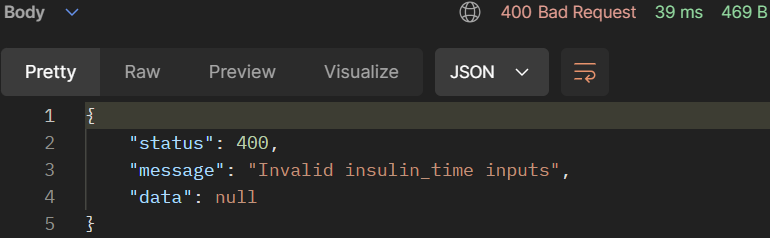 Body 400 Bad Request 39 ms 469 B
Pretty Raw Preview Visualize JSON
1 {
2 "status": 400,
3 "message": "Invalid insulin_time inputs",
4 "data": null
5 }